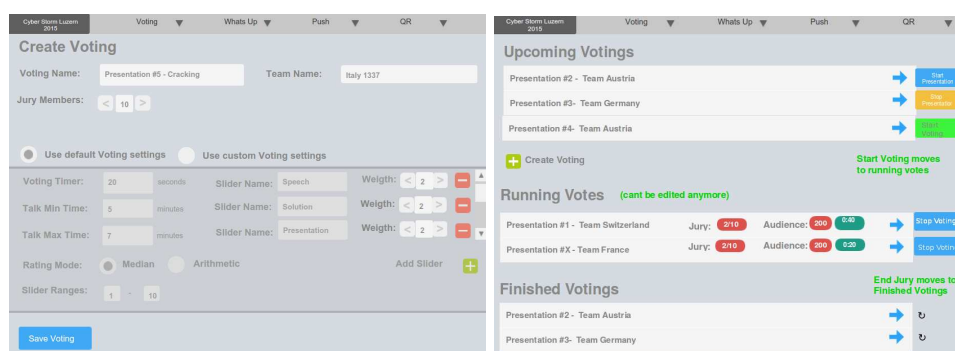 Cyber Storm Luzern
2015
Voting
Whats Up
Push
QR
Create Voting
Voting Name:
Presentation #5 - Cracking
Team Name:
Italy 1337
Jury Members:
< 10 >
Use default Voting settings
Use custom Voting settings
Voting Timer:
20
seconds
Slider Name:
Speech
Weigth:
< 2 >
Talk Min Time:
5
minutes
Slider Name:
Solution
Weigth:
< 2 >
Talk Max Time:
7
minutes
Slider Name:
Presentation
Weigth:
< 2 >
Rating Mode:
Median
Arithmetic
Add Slider
Slider Ranges:
1 - 10
Save Voting
Cyber Storm Luzern
2015
Voting
Whats Up
Push
QR
Upcoming Votings
Presentation #2 - Team Austria
Start
Presentation
Presentation #3- Team Germany
Stop
Presentation
Presentation #4- Team Austria
Start
Voting
Create Voting
Start Voting moves
to running votes
Running Votes
(cant be edited anymore)
Presentation #1 - Team Switzerland
Jury: 2/10
Audience: 200 0:40
Stop Voting
Presentation #X - Team France
Jury: 2/10
Audience: 200 0:20
Stop Voting
End Jury moves to
Finished Votings
Finished Votings
Presentation #2 - Team Austria
Presentation #3- Team Germany